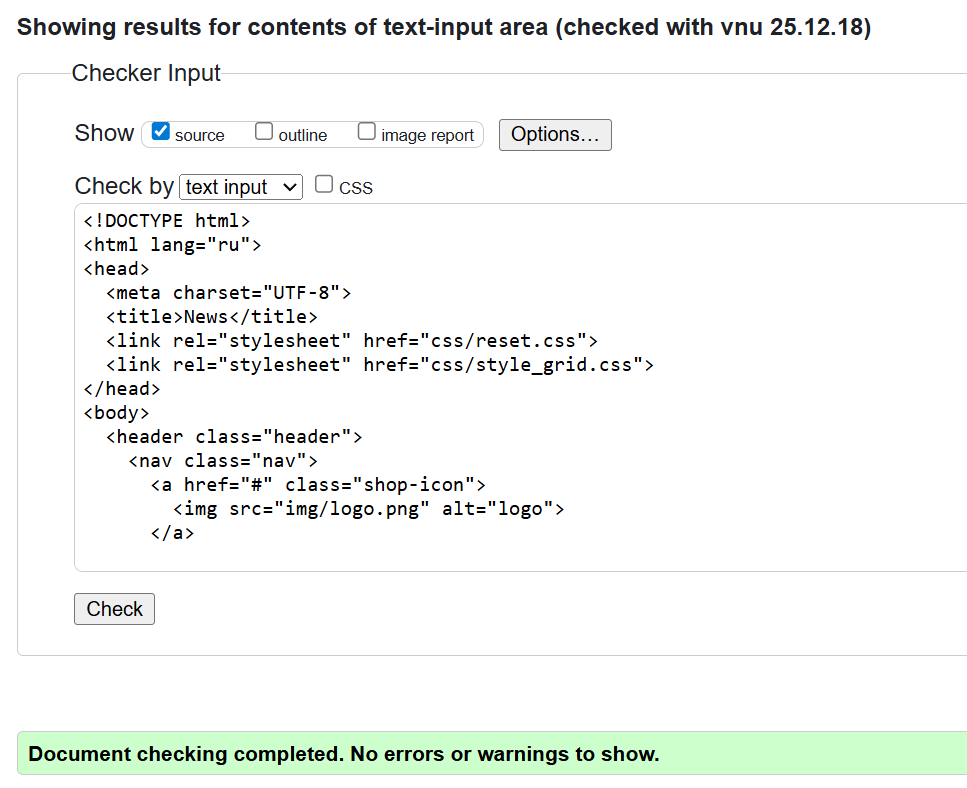 Showing results for contents of text-input area (checked with vnu 25.12.18)
Checker Input
Show source outline image report Options...
Check by text input CSS
<!DOCTYPE html>
<html lang="ru">
<head>
  <meta charset="UTF-8">
  <title>News</title>
  <link rel="stylesheet" href="css/reset.css">
  <link rel="stylesheet" href="css/style_grid.css">
</head>
<body>
  <header class="header">
    <nav class="nav">
      <a href="#" class="shop-icon">
        <img src="img/logo.png" alt="logo">
      </a>
Check
Document checking completed. No errors or warnings to show.